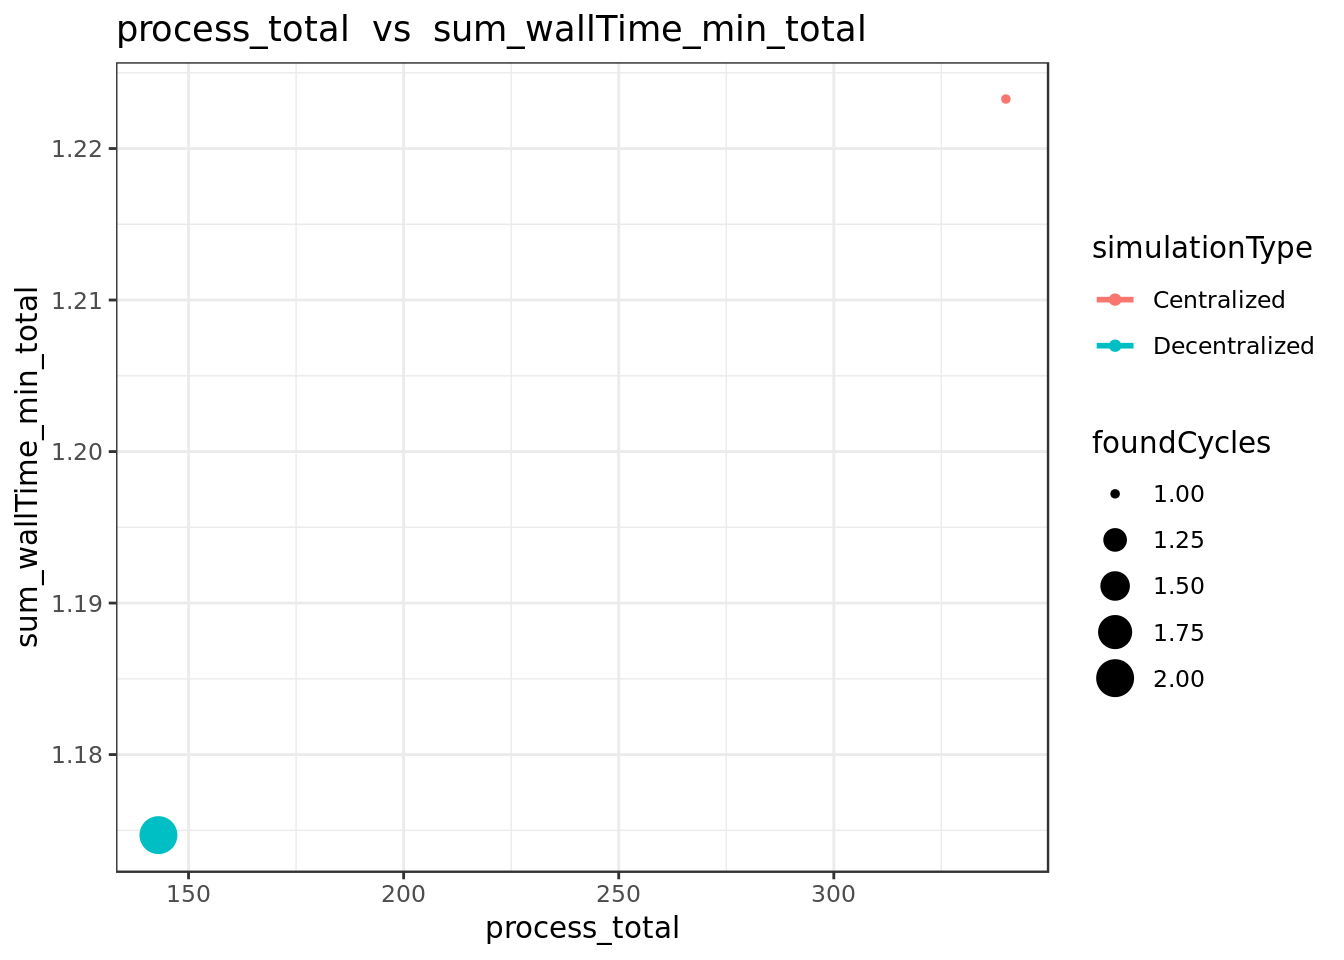 process_total  vs  sum_wallTime_min_total
sum_wallTime_min_total
1.22
1.21
1.20
1.19
1.18
150
200
250
300
process_total
simulationType
Centralized
Decentralized
foundCycles
1.00
1.25
1.50
1.75
2.00